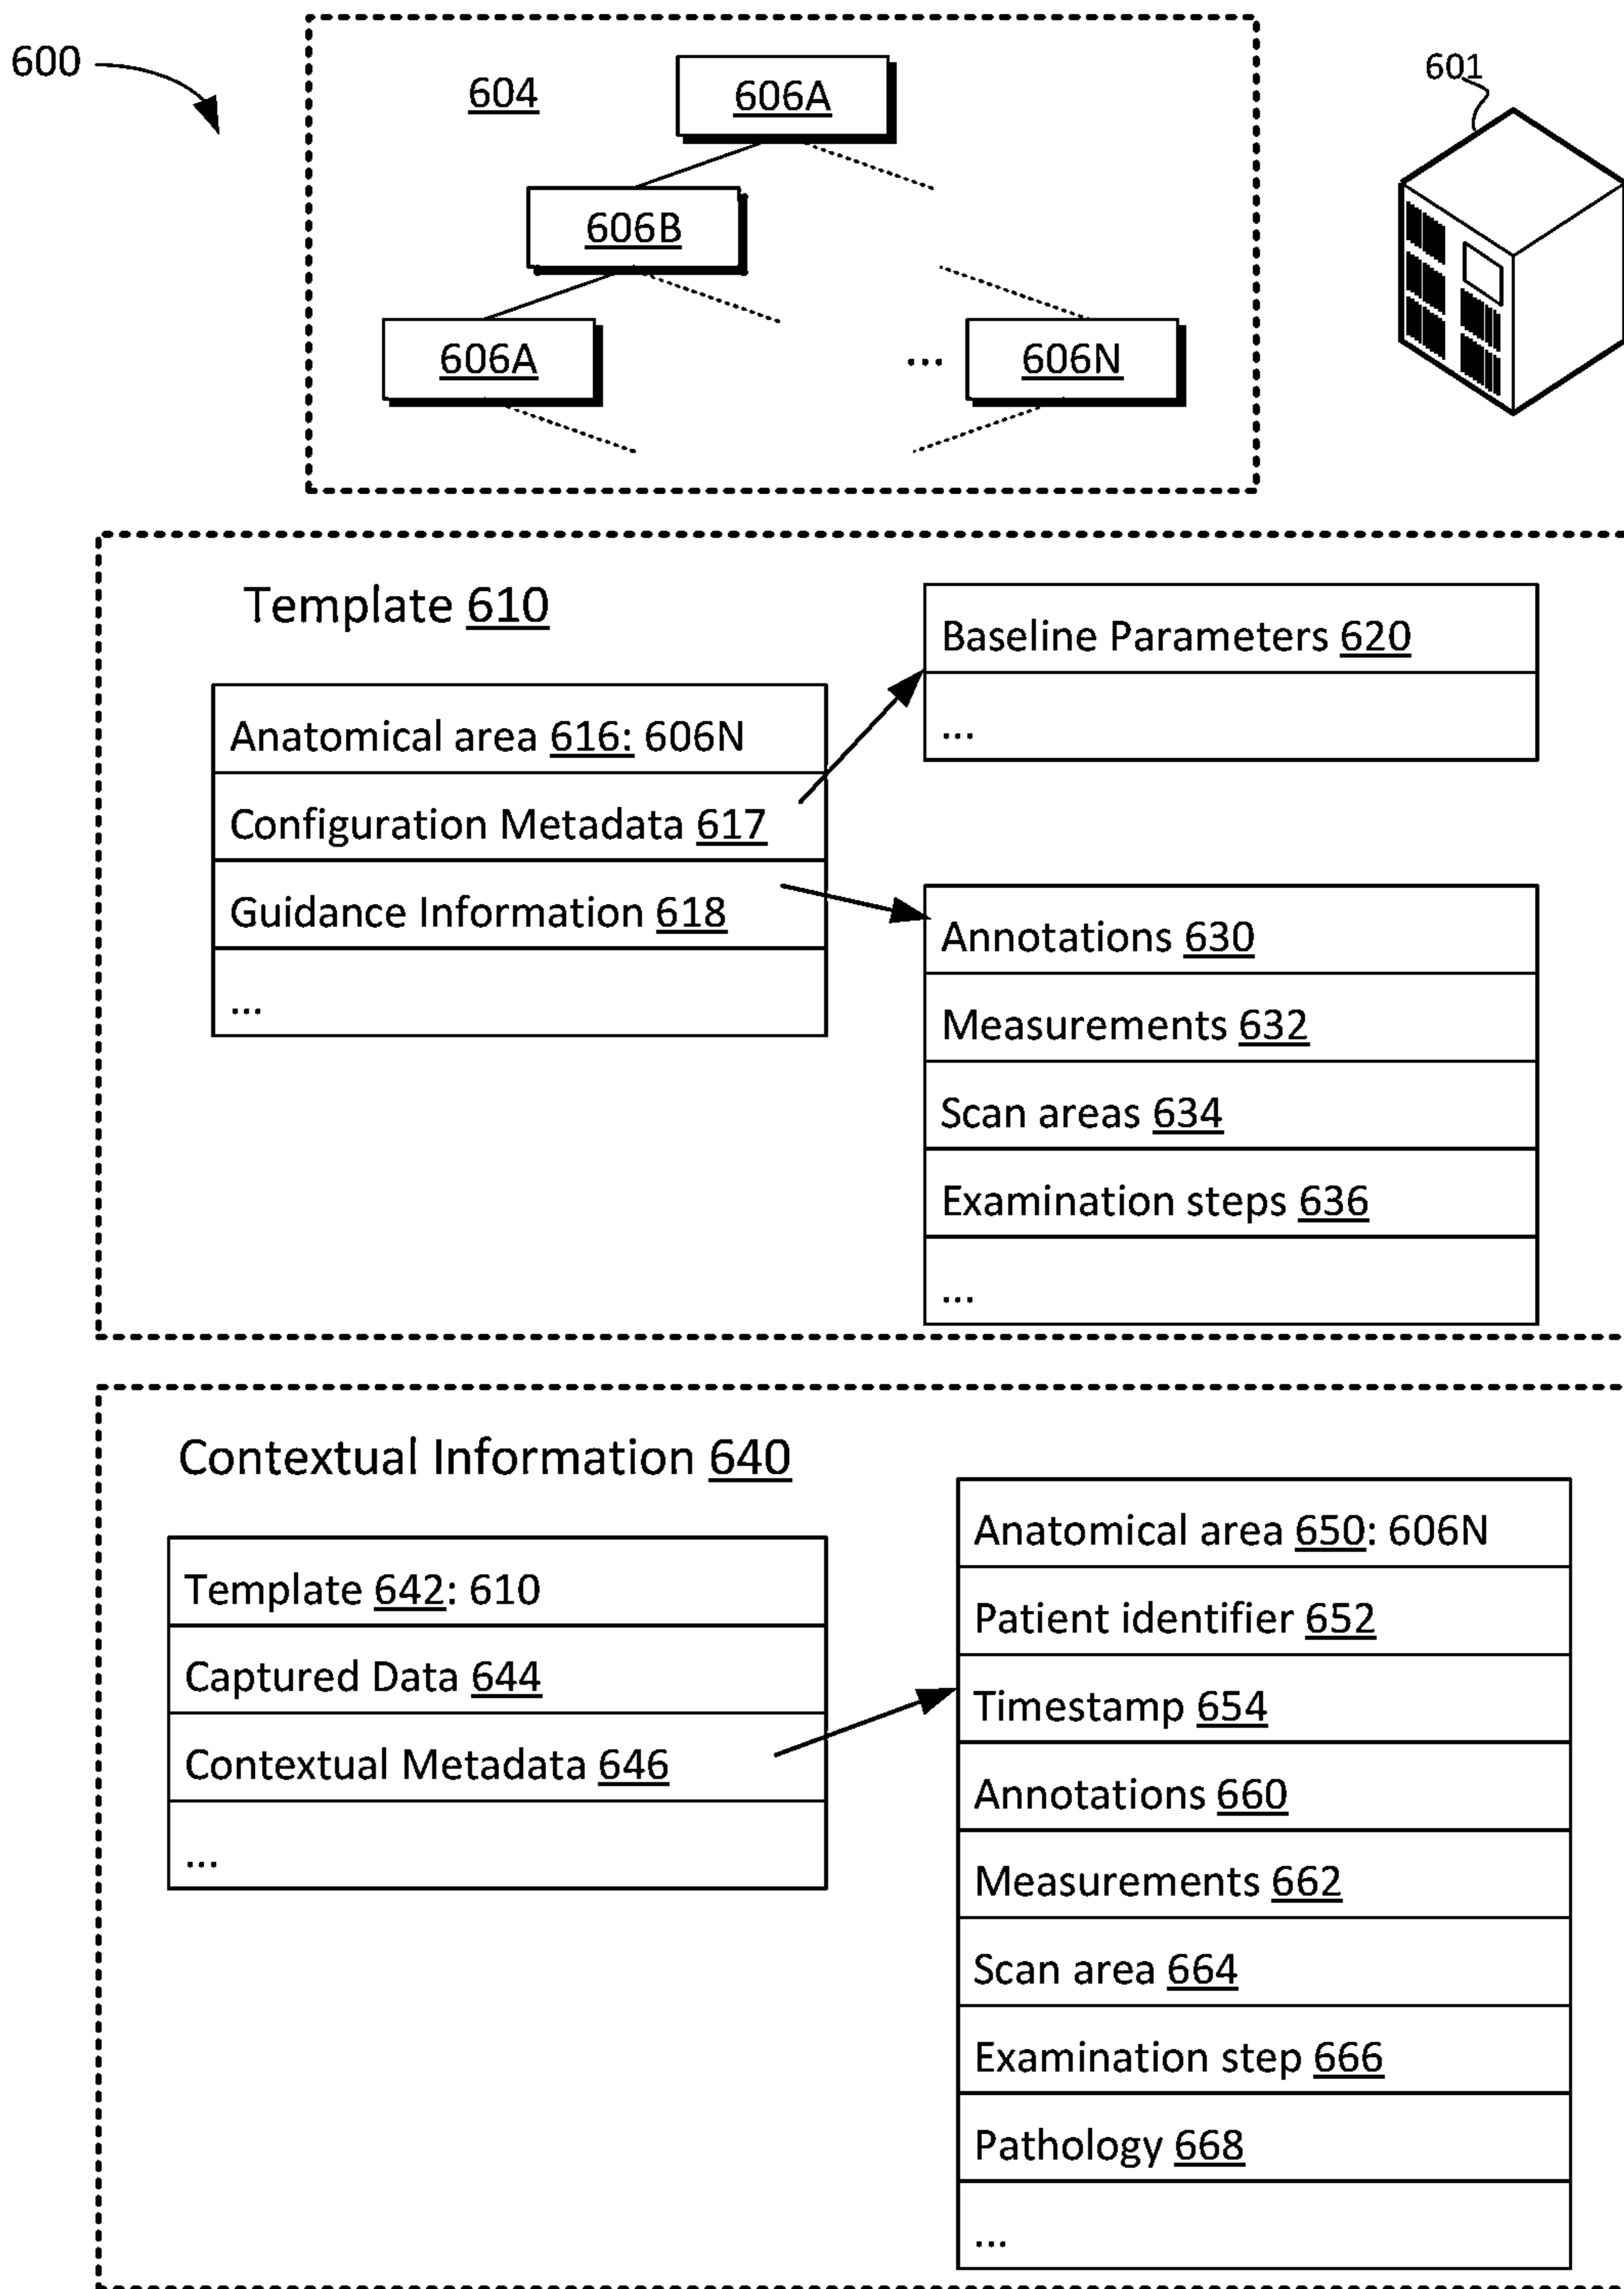 600
604
606A
601
606B
606A
...
606N
Template 610
Baseline Parameters 620
...
Anatomical area 616: 606N
Configuration Metadata 617
Guidance Information 618
...
Annotations 630
Measurements 632
Scan areas 634
Examination steps 636
...
Contextual Information 640
Template 642: 610
Captured Data 644
Contextual Metadata 646
...
Anatomical area 650: 606N
Patient identifier 652
Timestamp 654
Annotations 660
Measurements 662
Scan area 664
Examination step 666
Pathology 668
...